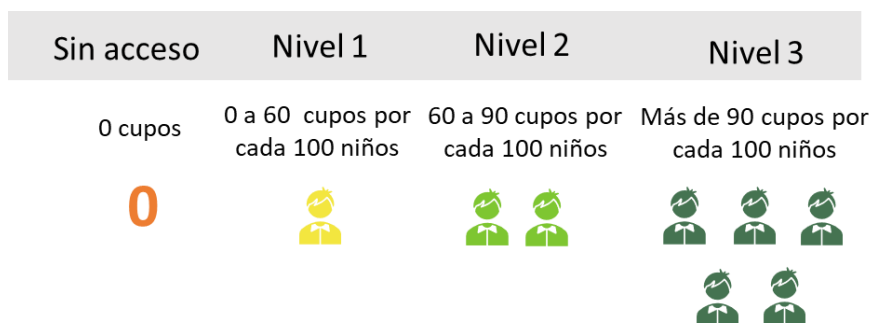 Sin acceso
Nivel 1
Nivel 2
Nivel 3
0 cupos
0 a 60 cupos por
cada 100 niños
60 a 90 cupos por
cada 100 niños
Más de 90 cupos por
cada 100 niños
0